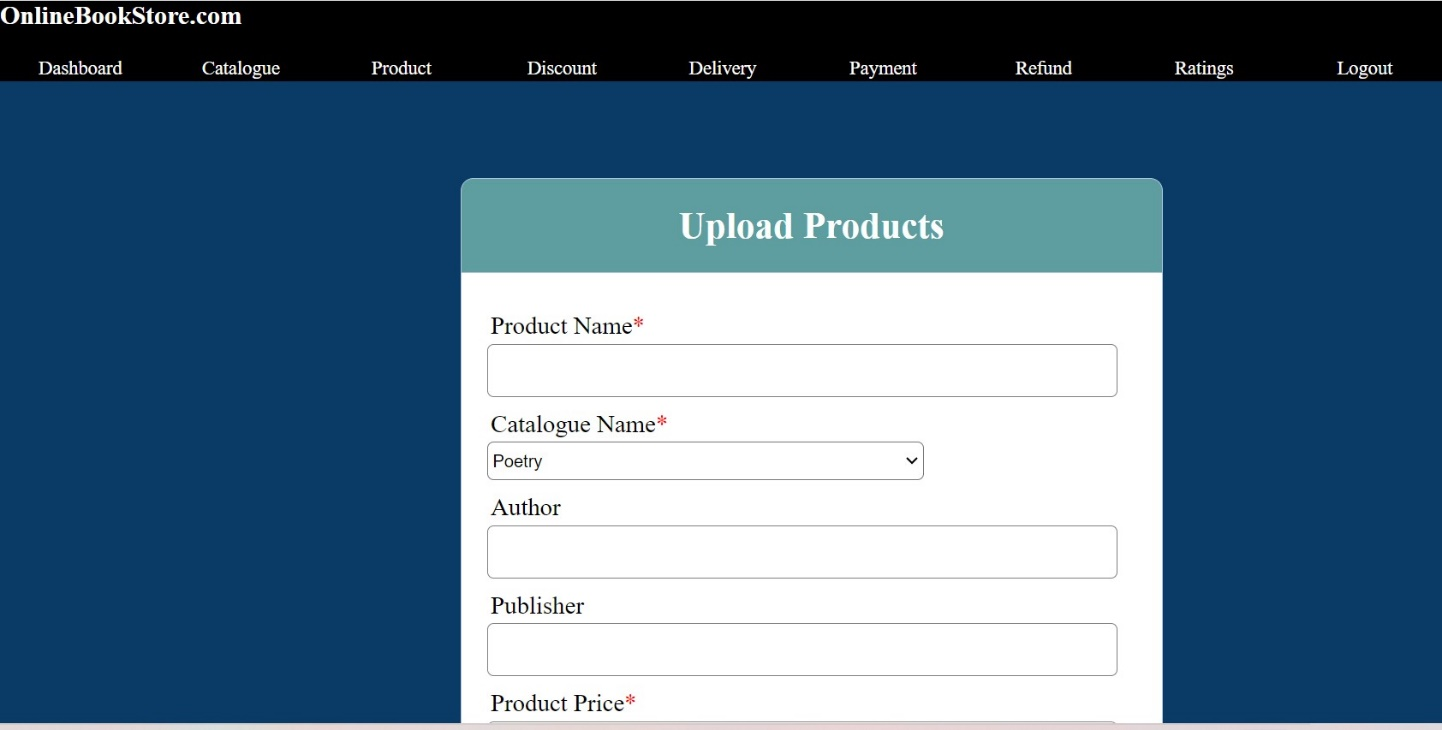 OnlineBookStore.com
Dashboard Catalogue Product Discount Delivery Payment Refund Ratings Logout
Upload Products
Product Name*
Catalogue Name*
Poetry
Author
Publisher
Product Price*